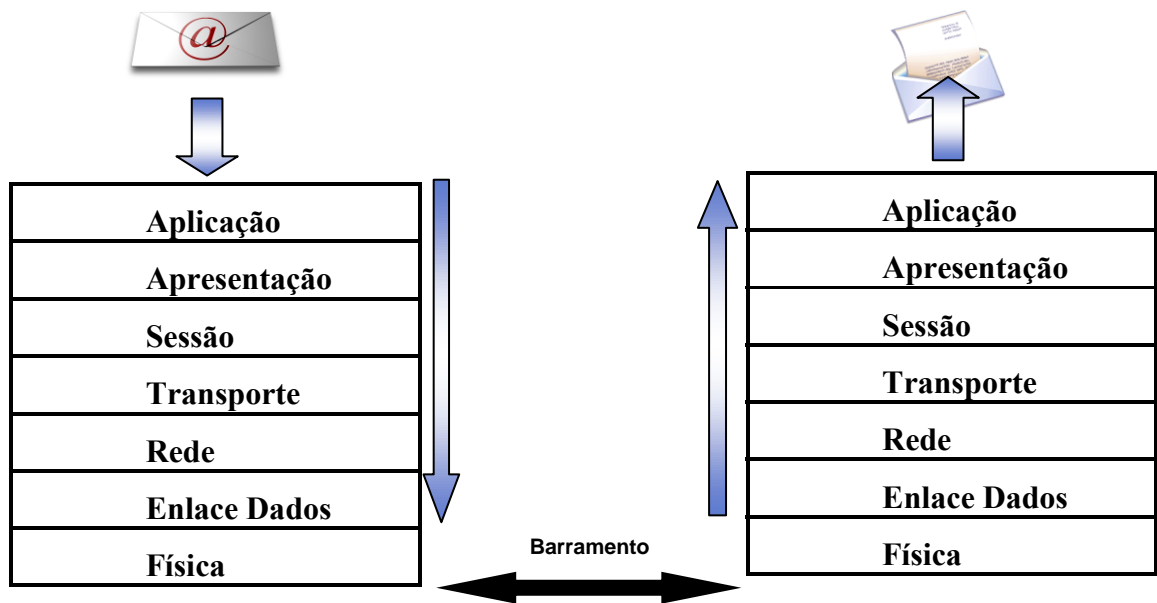 @
Aplicação
Apresentação
Sessão
Transporte
Rede
Enlace Dados
Física
Barramento
Aplicação
Apresentação
Sessão
Transporte
Rede
Enlace Dados
Física